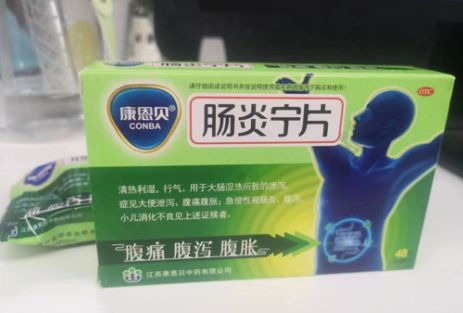 请仔细阅读说明书并按说明使用或在药师指导下购买和使用!
OTC
康恩贝
CONBA
肠炎宁片
清热利湿、行气。用于大肠湿热所致的泄泻,
症见大便泄泻、腹痛腹胀; 急慢性胃肠炎、腹泻、
小儿消化不良见上述证候者。
腹痛 腹泻 腹胀
48
江西康恩贝中药有限公司